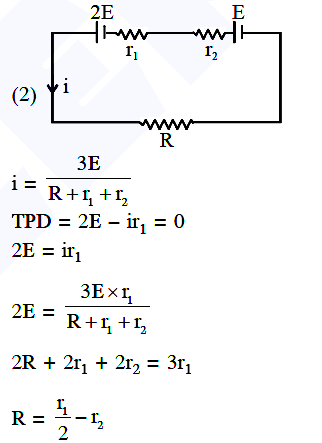 2E E
r₁ r₂
(2) i
R
i = 3E / (R + r₁ + r₂)
TPD = 2E – ir₁ = 0
2E = ir₁
2E = (3E × r₁) / (R + r₁ + r₂)
2R + 2r₁ + 2r₂ = 3r₁
R = r₁/2 – r₂